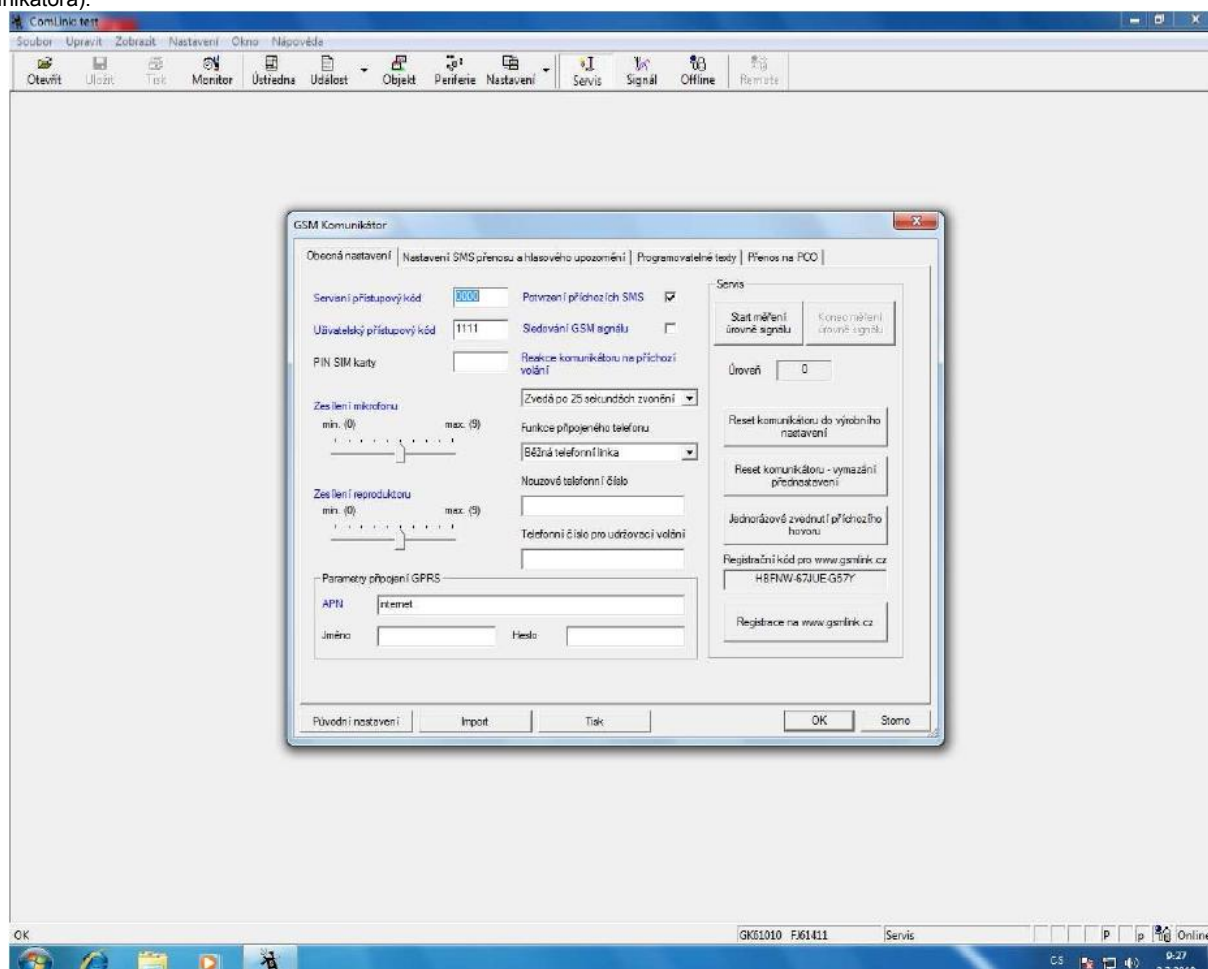 nikátoru).
ComLink: test
Soubor Upravit Zobrazit Nastavení Okno Nápověda
Otevřít Uložit Tisk Monitor Ústředna Událost Objekt Periferie Nastavení Servis Signál Offline Remote
GSM Komunikátor
Obecná nastavení Nastavení SMS přenosu a hlasového upozornění Programovatelné texty Přenos na PCO
Servisní přístupový kód 0000
Uživatelský přístupový kód 1111
PIN SIM karty
Zesílení mikrofonu
min. (0) max. (9)
Zesílení reproduktoru
min. (0) max. (9)
Potvrzení příchozích SMS
Sledování GSM signálu
Reakce komunikátoru na příchozí
volání
Zvedá po 25 sekundách zvonění
Funkce připojeného telefonu
Běžná telefonní linka
Nouzové telefonní číslo
Telefonní číslo pro udržovací volání
Parametry připojení GPRS
APN internet
Jméno Heslo
Servis
Start měření
úrovně signálu
Konec měření
úrovně signálu
Úroveň 0
Reset komunikátoru do výrobního
nastavení
Reset komunikátoru - vymazání
přednastavení
Jednorázové zvednutí příchozího
hovoru
Registrační kód pro www.gsmlink.cz
Registrace na www.gsmlink.cz
Původní nastavení Import Tisk OK Storno
OK GK61010 FJ61411 Servis P p Online
CS 9:27